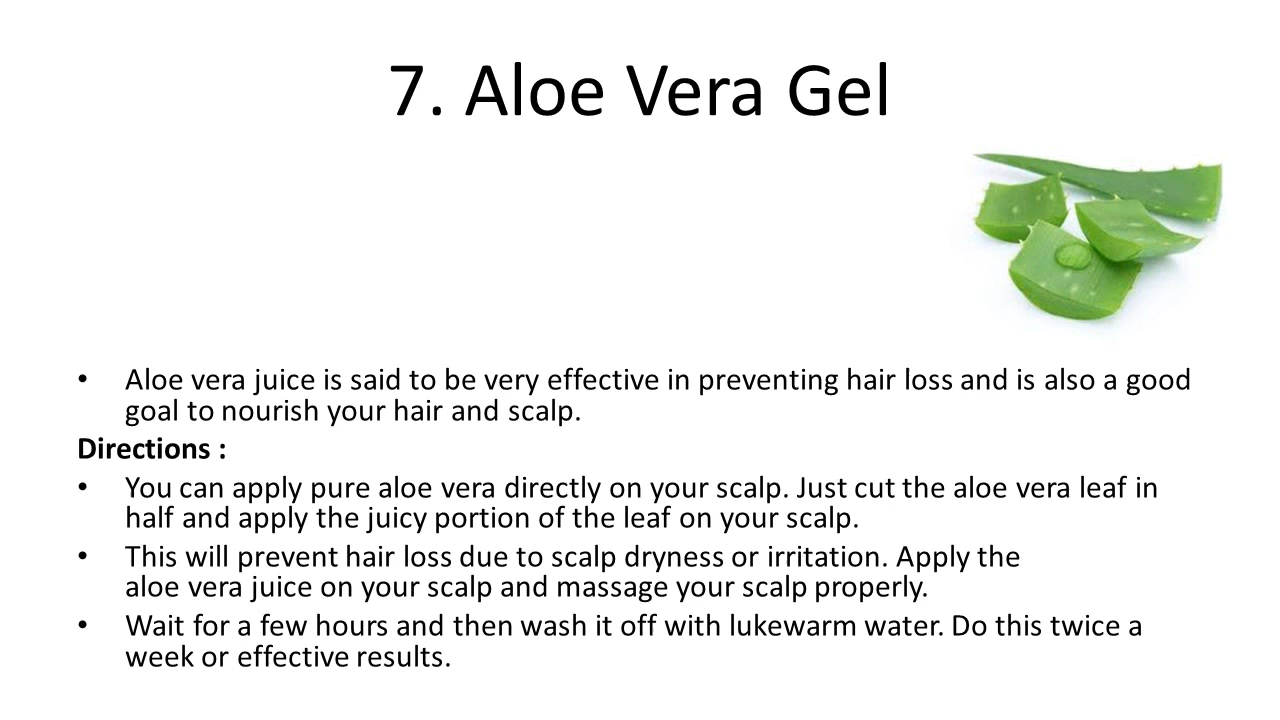 7. Aloe Vera Gel
• Aloe vera juice is said to be very effective in preventing hair loss and is also a good
goal to nourish your hair and scalp.
Directions :
• You can apply pure aloe vera directly on your scalp. Just cut the aloe vera leaf in
half and apply the juicy portion of the leaf on your scalp.
• This will prevent hair loss due to scalp dryness or irritation. Apply the
aloe vera juice on your scalp and massage your scalp properly.
• Wait for a few hours and then wash it off with lukewarm water. Do this twice a
week or effective results.